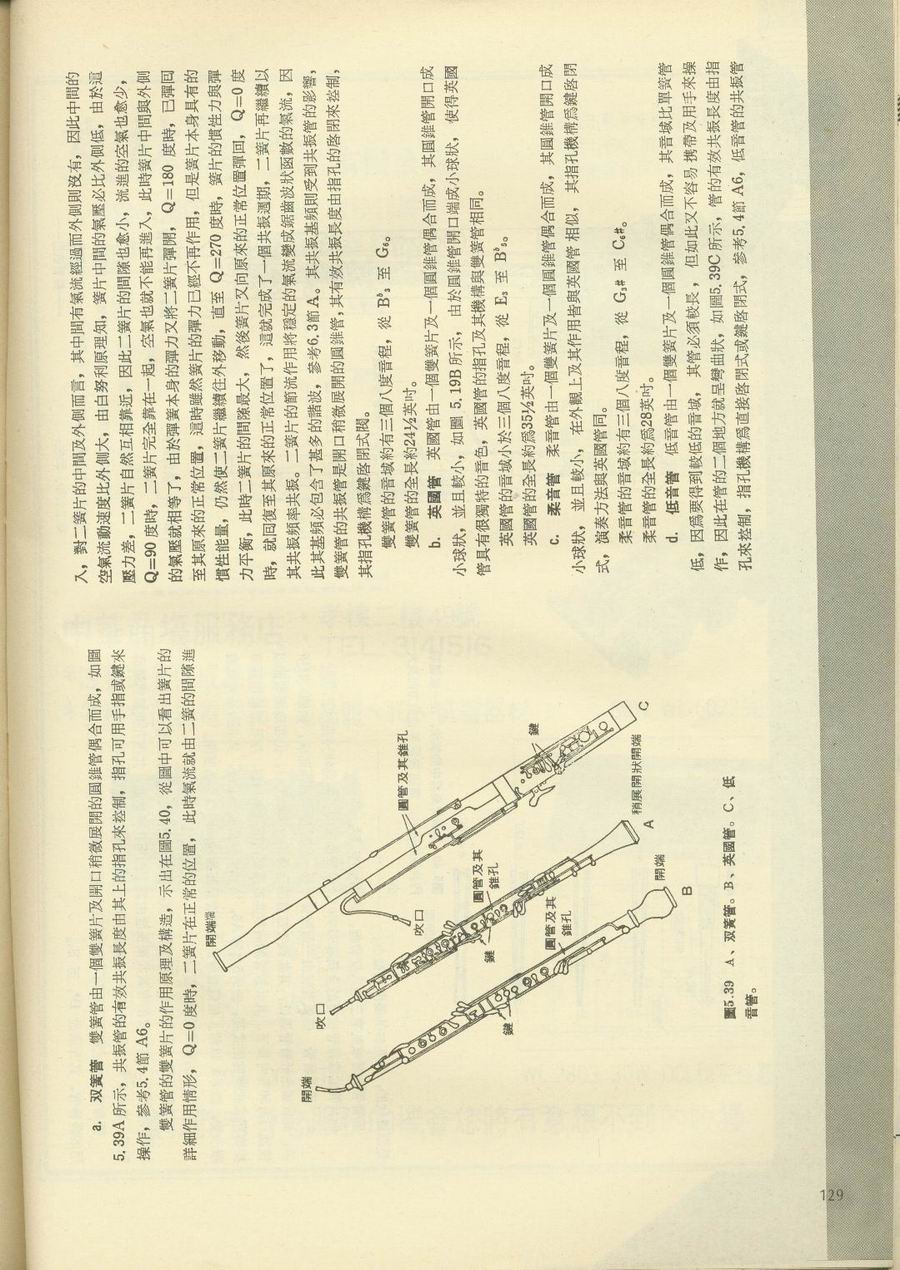 a. 双簧管 雙簧管由一個雙簧片及開口稍微展開的圓錐管偶合而成，如圖
5.39A 所示，共振管的有效共振長度由其上的指孔來控制，指孔可用手指或鍵來
操作，參考5.4節 A6。
雙簧管的雙簧片的作用原理及構造，示出在圖5.40，從圖中可以看出簧片的
詳細作用情形，Q=0 度時，二簧片在正常的位置，此時氣流就由二簧的間隙進
開端
圓管及其錐孔
吹口
鍵
C
稍展開狀開端
A
吹口
圓管及其
錐孔
鍵
開端
圓管及其
錐孔
鍵
開端
B
圖5.39 A、双簧管。B、英國管。C、低
音管。
入，對二簧片的中間及外側而言，其中間有氣流經過而外側則沒有，因此中間的
空氣流動速度比外側大，由白努利原理知，簧片中間的氣壓必比外側低，由於這
壓力差，二簧片自然互相靠近，因此二簧片的間隙也愈小，流進的空氣也愈少，
Q=90 度時，二簧片完全靠在一起，空氣也就不能再進入，此時簧片中間與外側
的氣壓就相等了，由於彈簧本身的彈力又將二簧片彈開，Q=180 度時，已彈回
至其原來的正常位置，這時雖然簧片的彈力已經不再作用，但是簧片本身具有的
慣性能量，仍然使二簧片繼續往外移動，直至 Q=270 度時，簧片的慣性力與彈
力平衡，此時二簧片的間隙最大，然後簧片又向原來的正常位置彈回，Q=0 度
時，就回復至其原來的正常位置了，這就完成了一個共振週期，二簧片再繼續以
其共振頻率共振。二簧片的節流作用將穩定的氣流變成鋸齒波狀函數的氣流，因
此其基頻必包含了甚多的諧波，參考6.3節 A。其共振基頻則受到共振管的影響，
雙簧管的共振管是開口稍微展開的圓錐管，其有效共振長度由指孔的啓閉來控制，
其指孔機構爲鍵啓閉式閥。
雙簧管的音域約有三個八度音程，從 B♭₃ 至 G₆。
雙簧管的全長約24½英吋。
b. 英國管 英國管由一個雙簧片及一個圓錐管偶合而成，其圓錐管開口成
小球狀，並且較小，如圖 5.19B 所示，由於圓錐管開口端成小球狀，使得英國
管具有很獨特的音色，英國管的指孔及其機構與雙簧管相同。
英國管的音域小於三個八度音程，從 E₃ 至 B♭₅。
英國管的全長約爲35½英吋。
c. 柔音管 柔音管由一個雙簧片及一個圓錐管偶合而成，其圓錐管開口成
小球狀，並且較小，在外觀上及其作用皆與英國管相似，其指孔機構爲鍵啓閉
式，演奏方法與英國管同。
柔音管的音域約有三個八度音程，從 G₃# 至 C₆#。
柔音管的全長約爲28英吋。
d. 低音管 低音管由一個雙簧片及一個圓錐管偶合而成，其音域比單簧管
低，因爲要得到較低的音域，其管必須較長，但如此又不容易攜帶及用手來操
作，因此在管的二個地方就呈彎曲狀，如圖5.39C 所示，管的有效共振長度由指
孔來控制，指孔機構爲直接啓閉式或鍵啓閉式，參考5.4節 A6，低音管的共振管
129